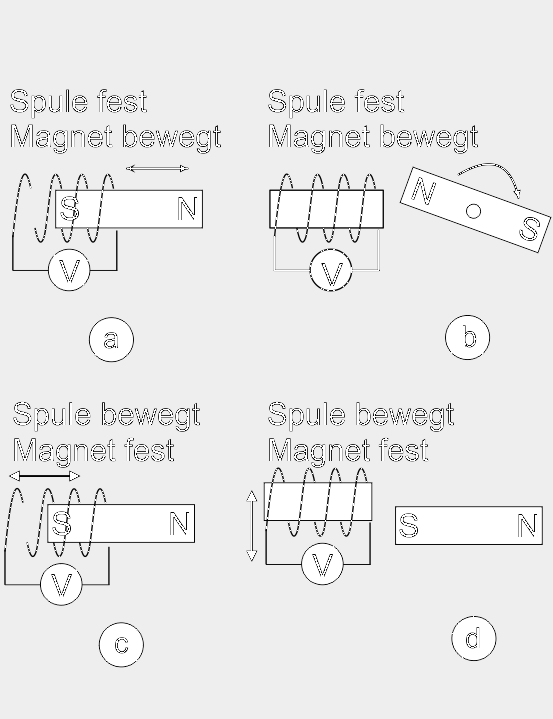 Spule fest
Magnet bewegt
S N
V
a
Spule fest
Magnet bewegt
N
S
V
b
Spule bewegt
Magnet fest
S N
V
c
Spule bewegt
Magnet fest
S N
V
d